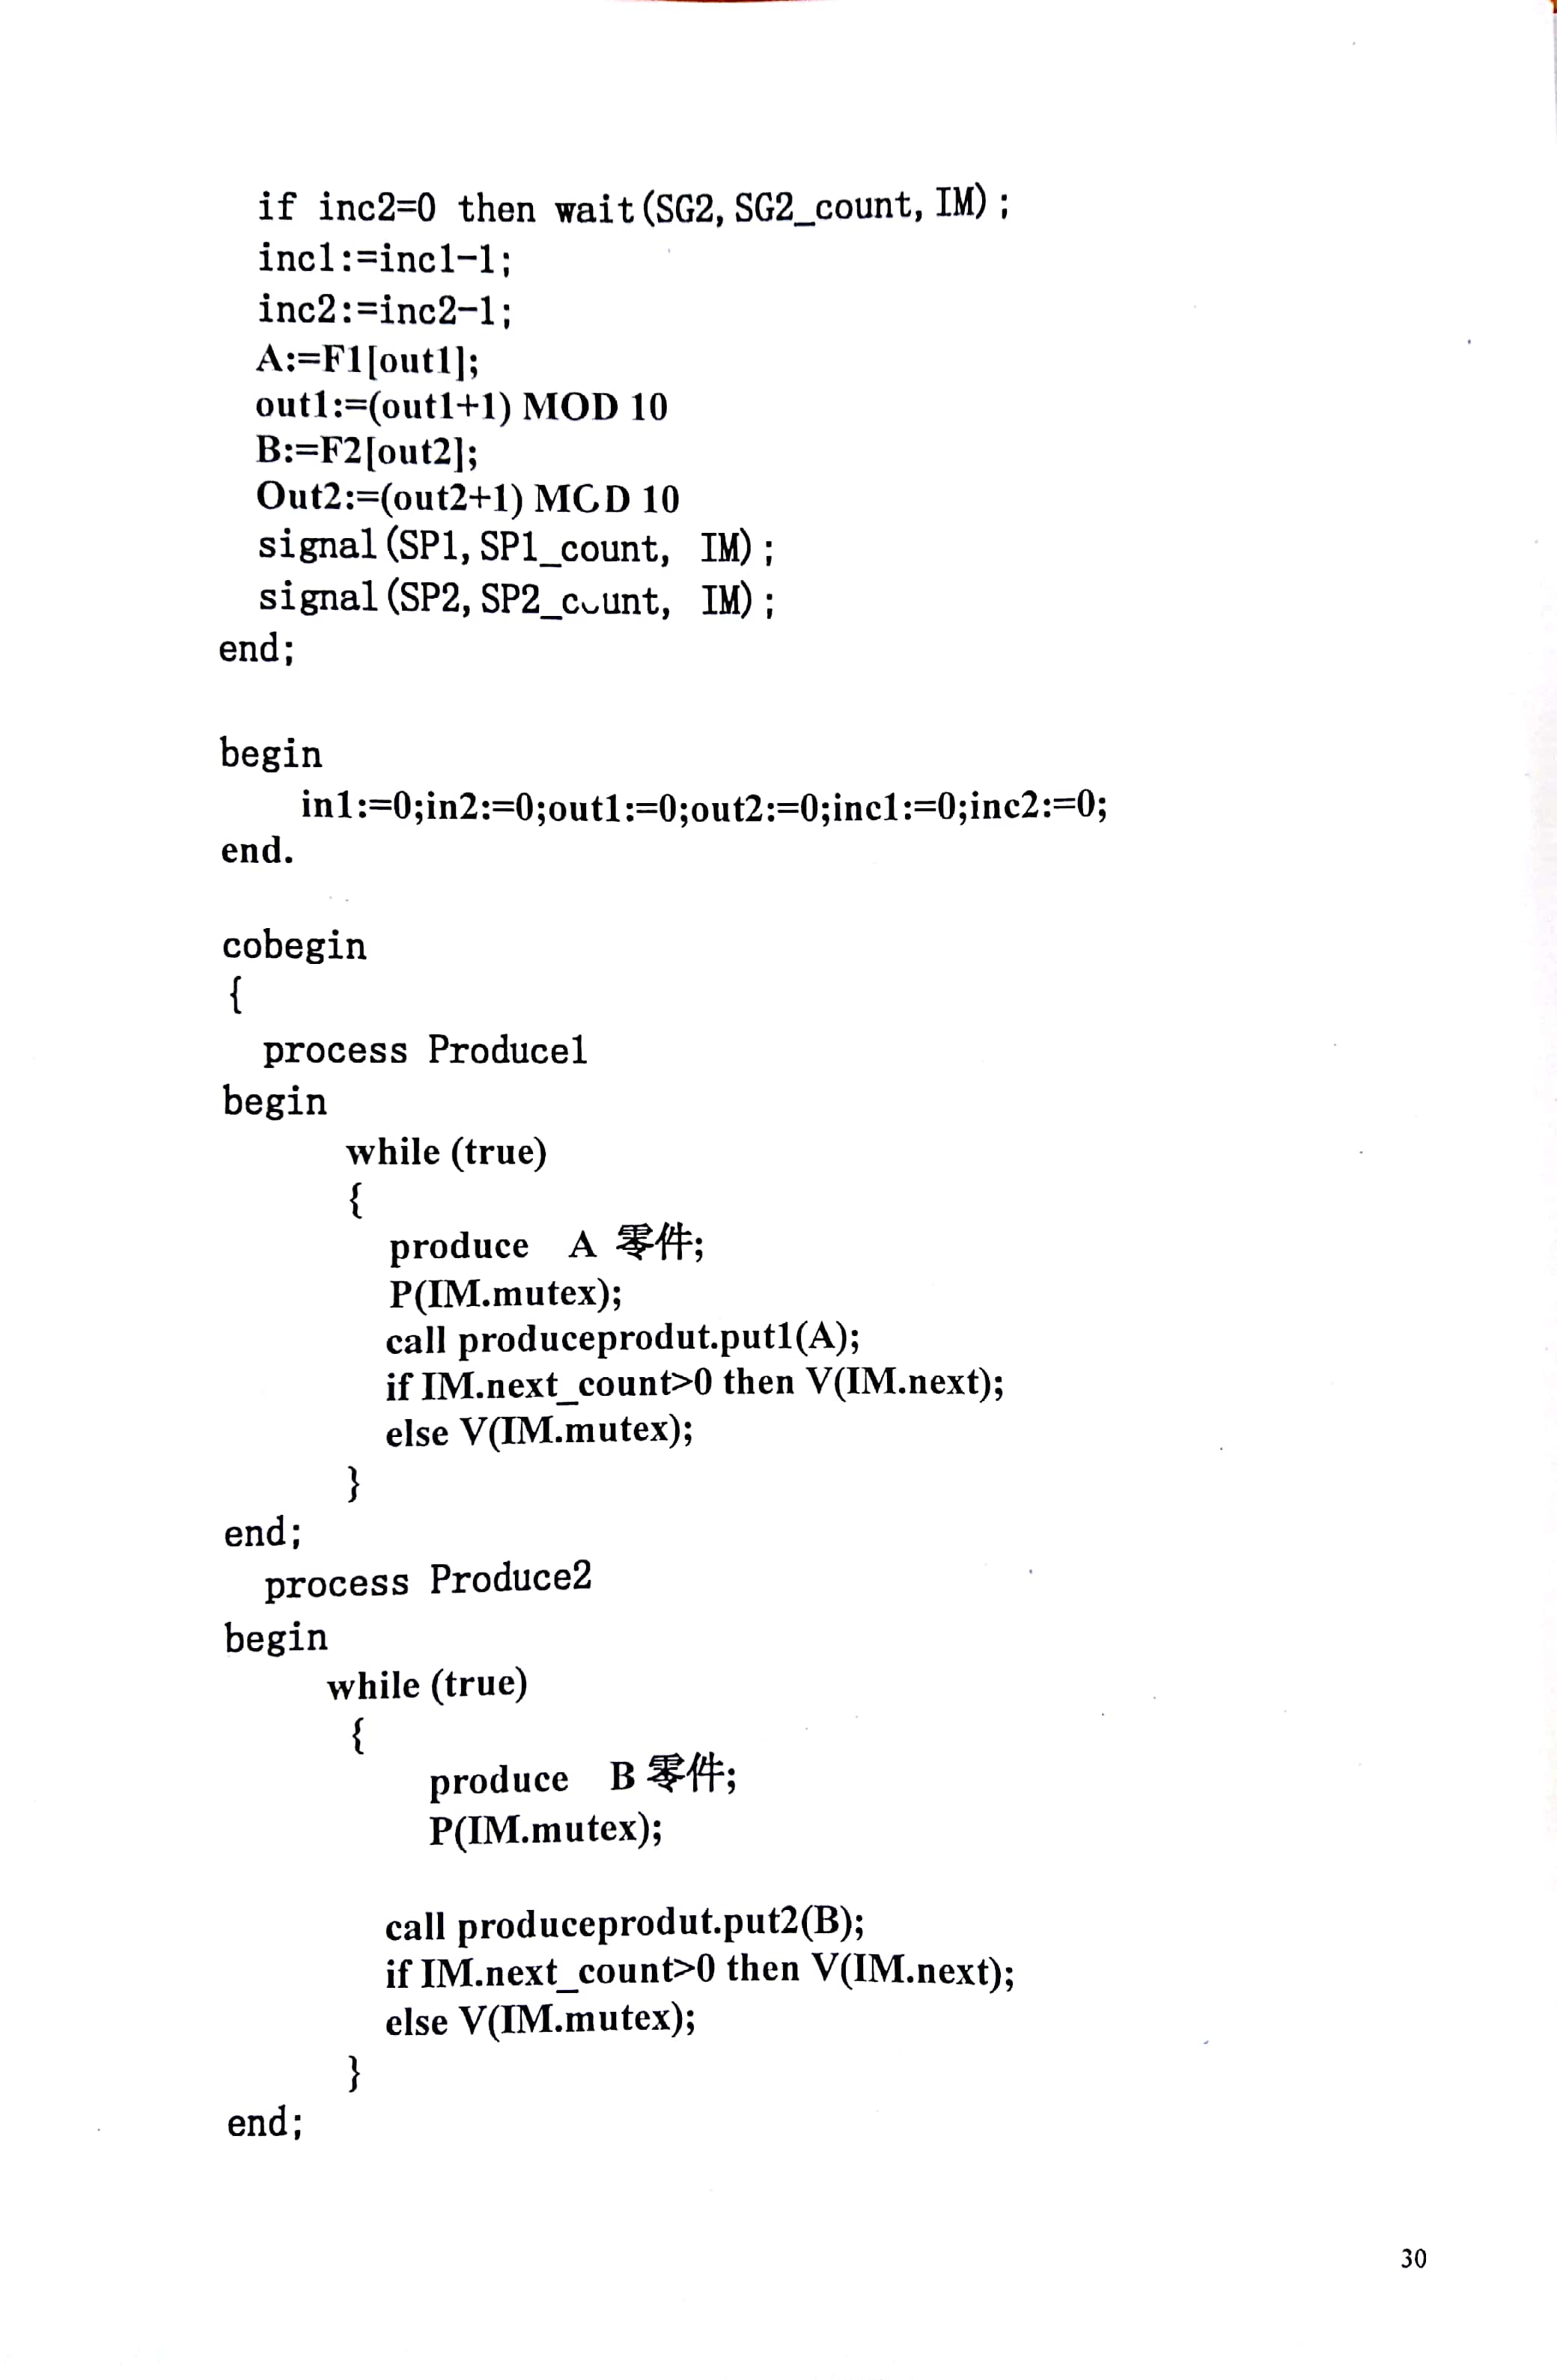 if inc2=0 then wait(SG2, SG2_count, IM);
inc1:=inc1-1;
inc2:=inc2-1;
A:=F1[out1];
out1:=(out1+1) MOD 10
B:=F2[out2];
Out2:=(out2+1) MOD 10
signal(SP1, SP1_count, IM);
signal(SP2, SP2_count, IM);
end;
begin
in1:=0;in2:=0;out1:=0;out2:=0;inc1:=0;inc2:=0;
end.
cobegin
{
process Produce1
begin
while (true)
{
produce A 零件;
P(IM.mutex);
call produceprodut.put1(A);
if IM.next_count>0 then V(IM.next);
else V(IM.mutex);
}
end;
process Produce2
begin
while (true)
{
produce B 零件;
P(IM.mutex);
call produceprodut.put2(B);
if IM.next_count>0 then V(IM.next);
else V(IM.mutex);
}
end;
30